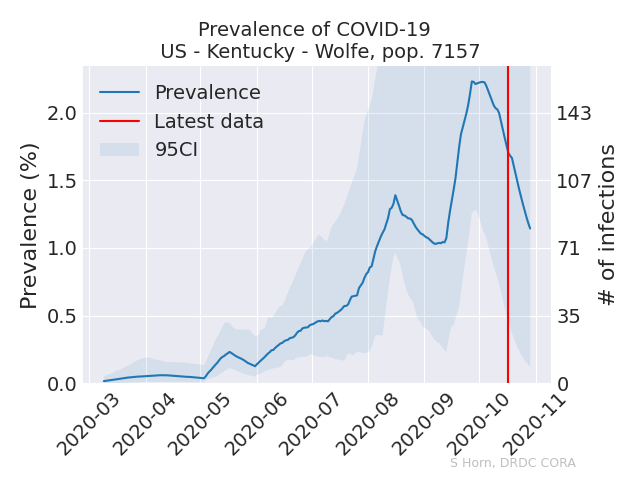 Prevalence of COVID-19
US - Kentucky - Wolfe, pop. 7157
Prevalence
Latest data
95CI
Prevalence (%)
2.0
1.5
1.0
0.5
0.0
# of infections
143
107
71
35
0
2020-03
2020-04
2020-05
2020-06
2020-07
2020-08
2020-09
2020-10
2020-11
S Horn, DRDC CORA